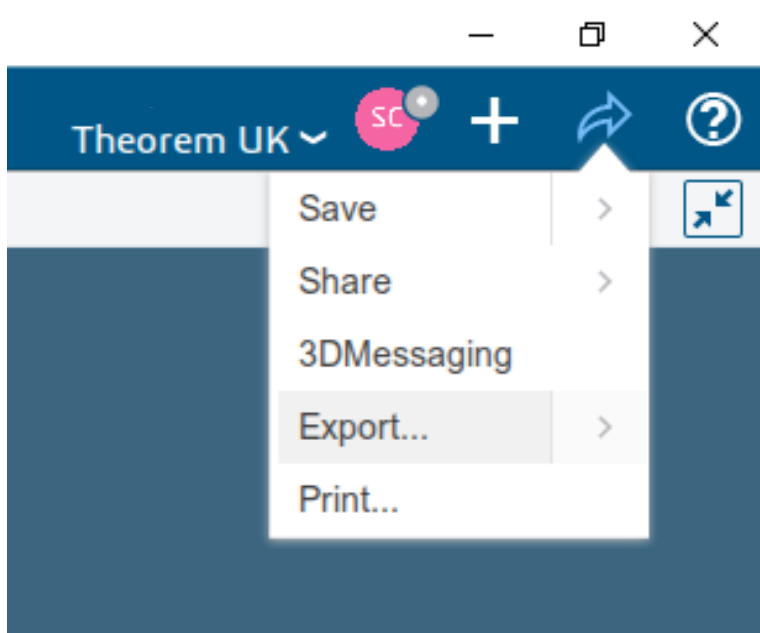 Theorem UK
SC
Save
Share
3DMessaging
Export...
Print...